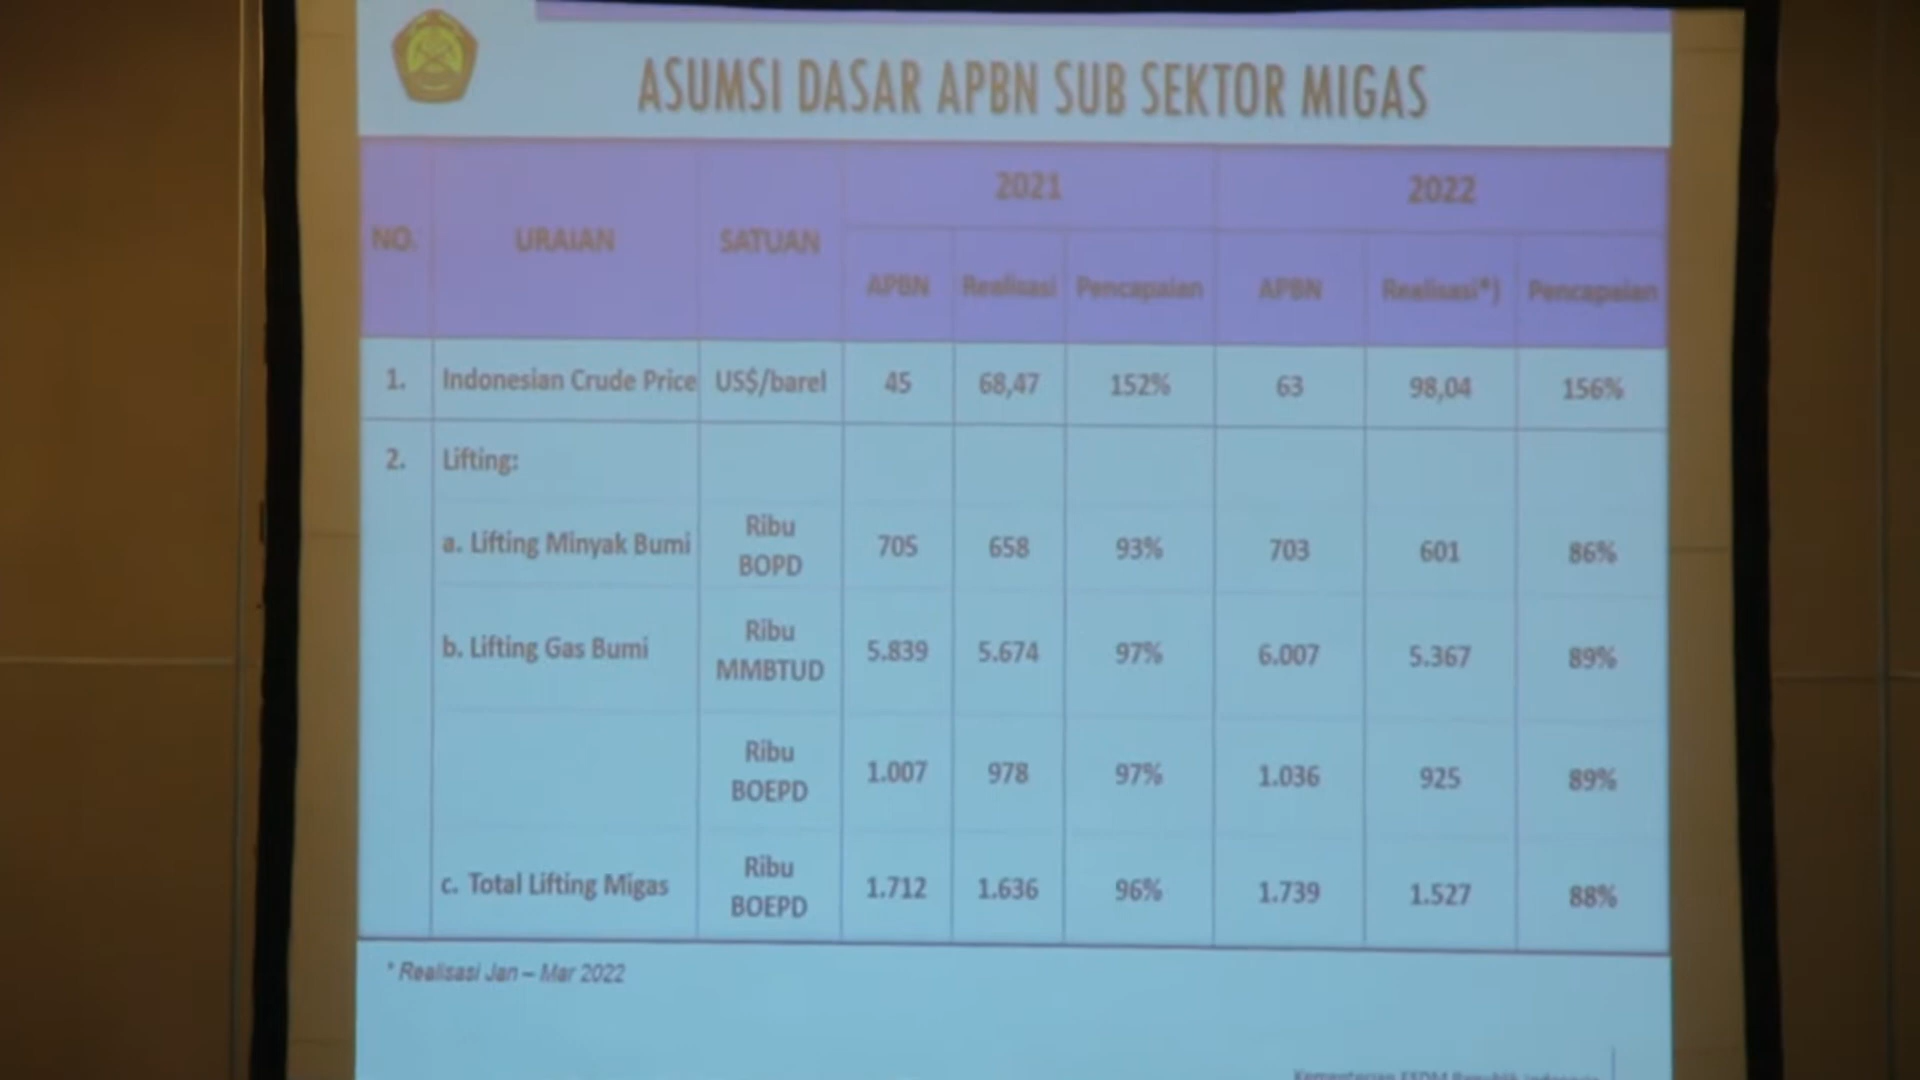 ASUMSI DASAR APBN SUB SEKTOR MIGAS
NO. URAIAN SATUAN 2021 2022
APBN Realisasi Pencapaian APBN Realisasi*) Pencapaian
1. Indonesian Crude Price US$/barel 45 68,47 152% 63 98,04 156%
2. Lifting:
a. Lifting Minyak Bumi Ribu BOPD 705 658 93% 703 601 86%
b. Lifting Gas Bumi Ribu MMBTUD 5.839 5.674 97% 6.007 5.367 89%
Ribu BOEPD 1.007 978 97% 1.036 925 89%
c. Total Lifting Migas Ribu BOEPD 1.712 1.636 96% 1.739 1.527 88%
* Realisasi Jan – Mar 2022
Kementerian ESDM Republik Indonesia